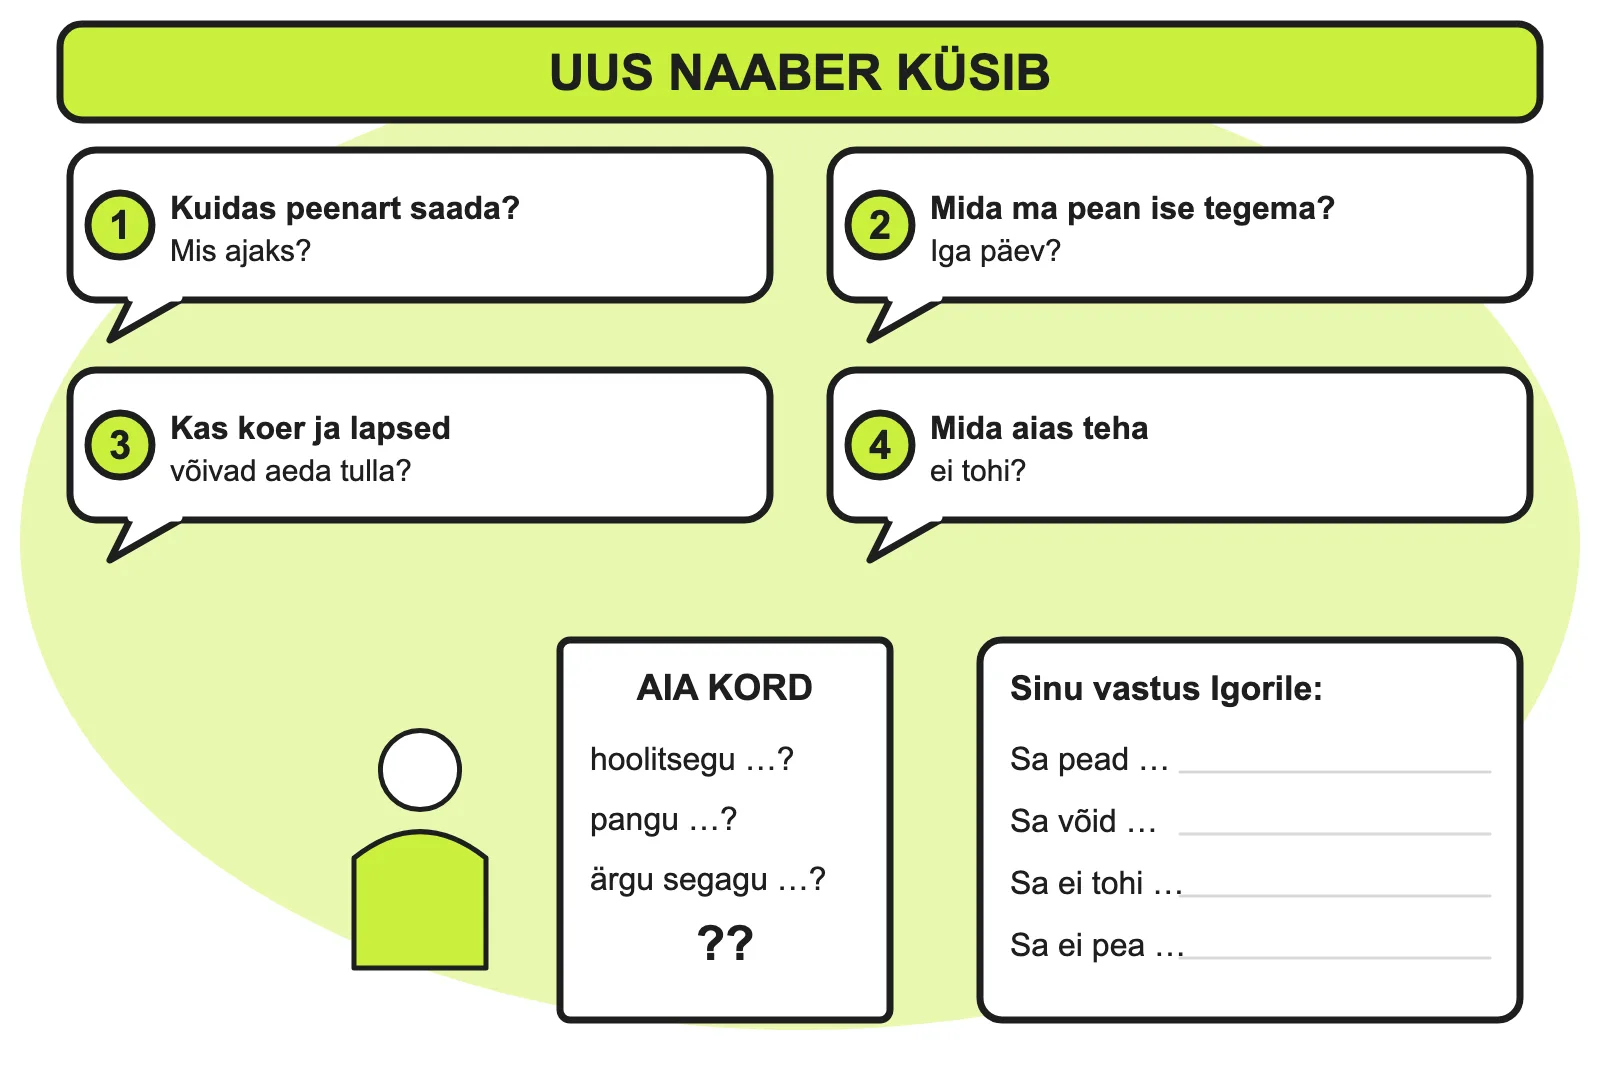 UUS NAABER KÜSIB
1
Kuidas peenart saada?
Mis ajaks?
2
Mida ma pean ise tegema?
Iga päev?
3
Kas koer ja lapsed
võivad aeda tulla?
4
Mida aias teha
ei tohi?
AIA KORD
hoolitsegu …?
pangu …?
ärgu segagu …?
??
Sinu vastus Igorile:
Sa pead …
Sa võid …
Sa ei tohi …
Sa ei pea …